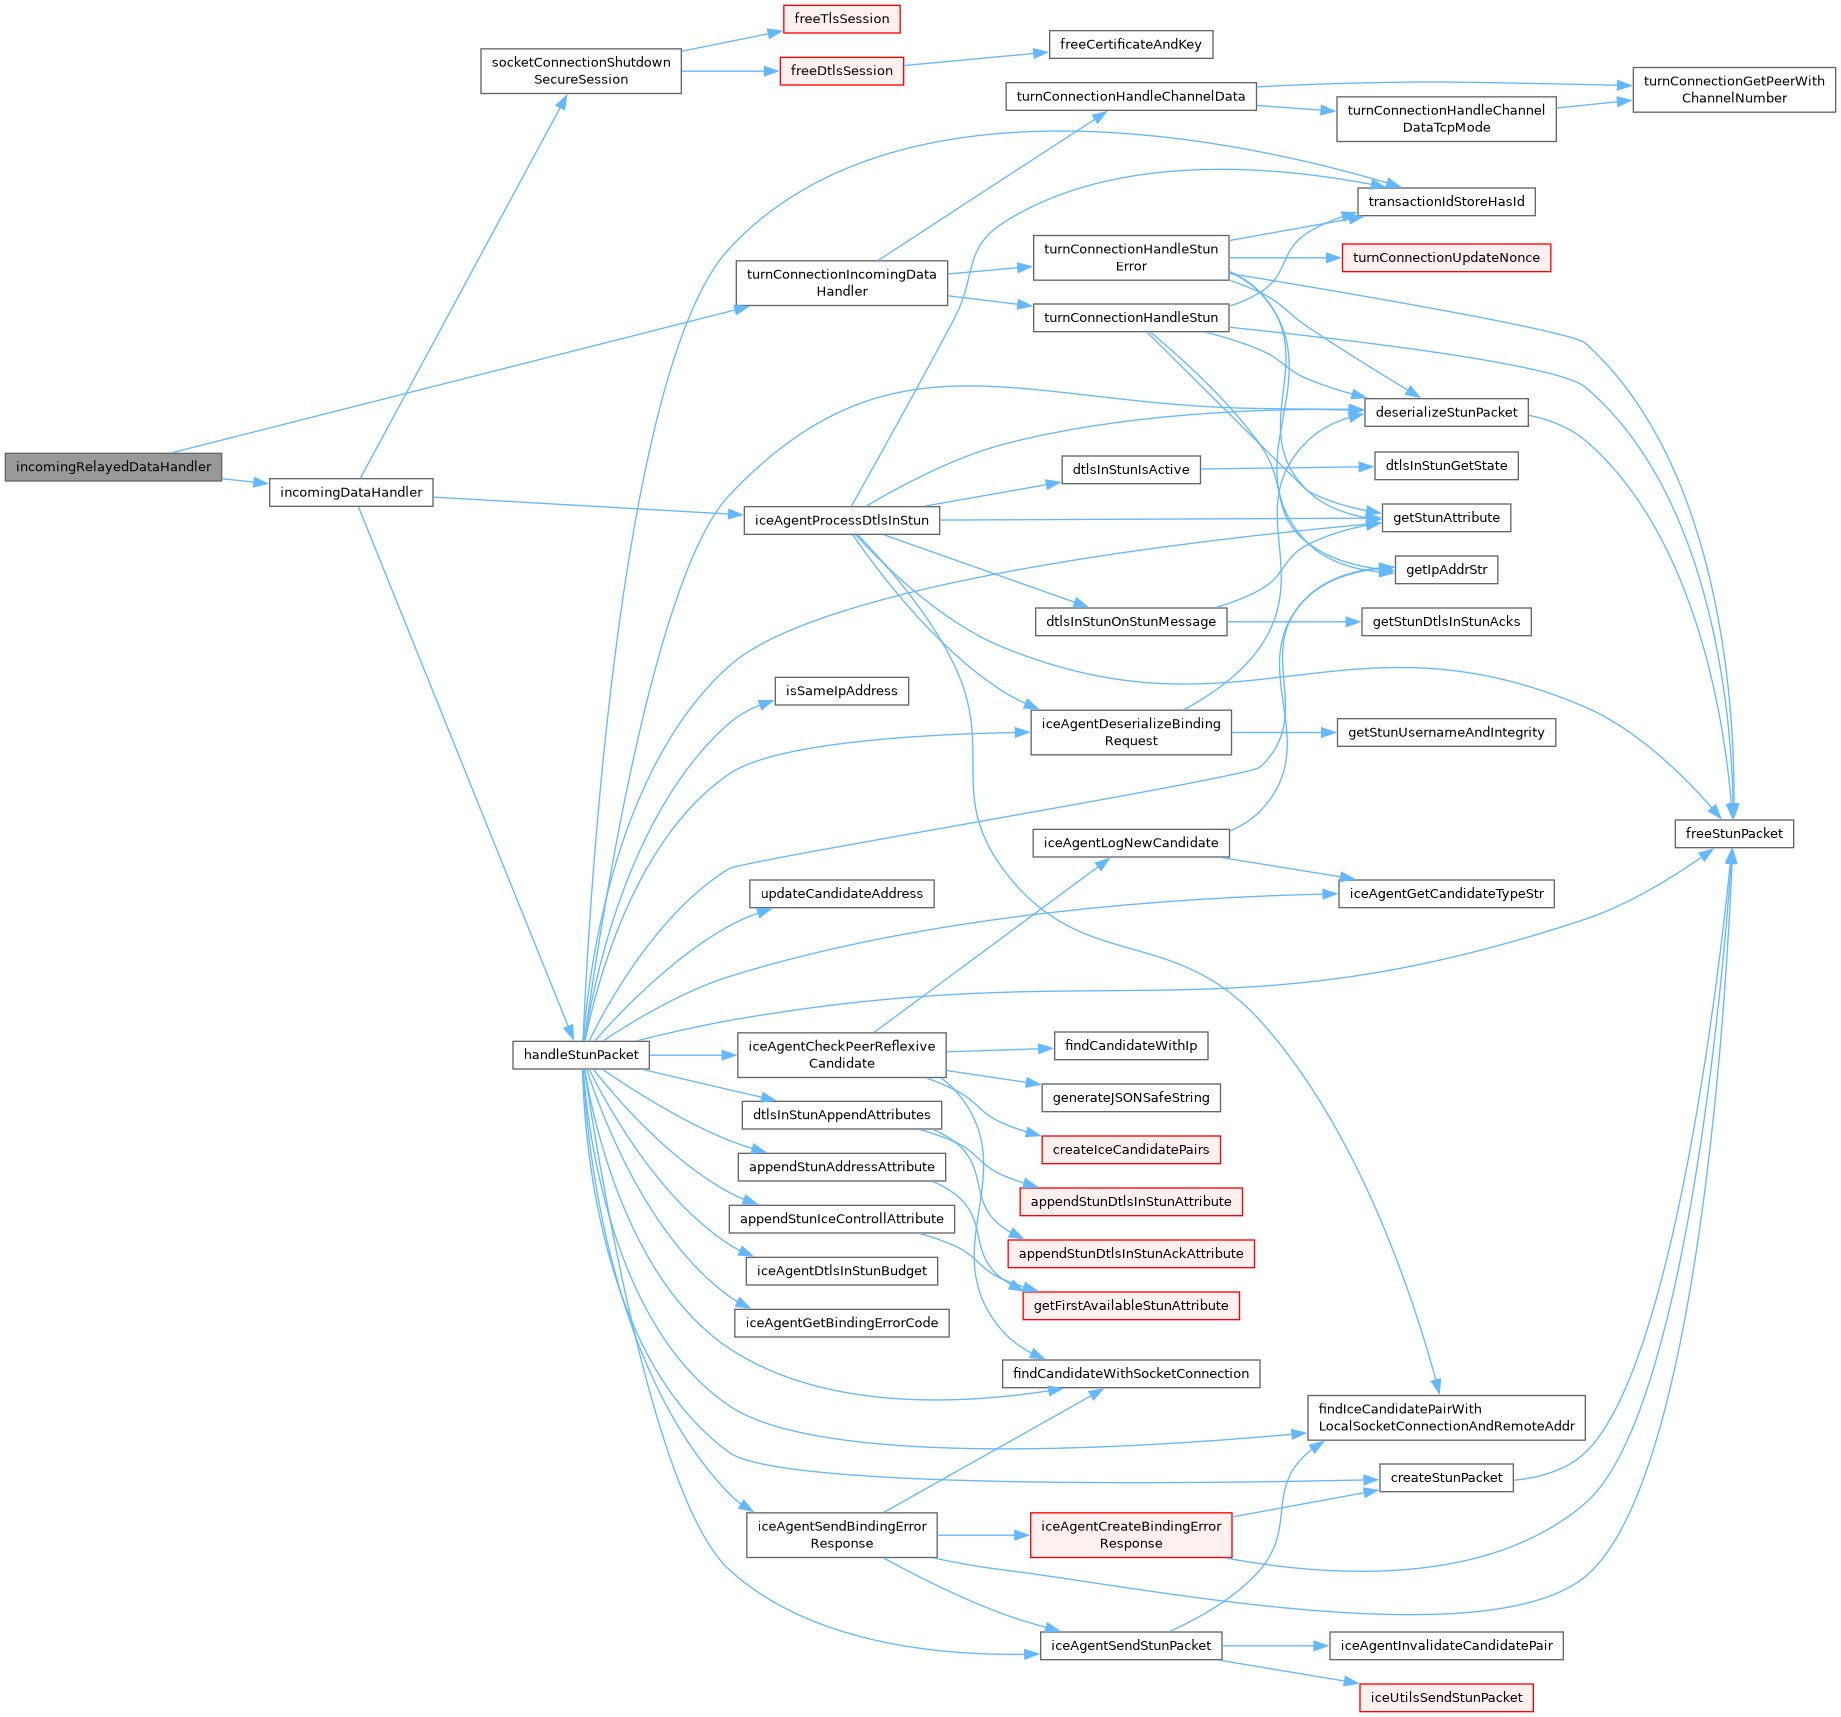 freeTlsSession
socketConnectionShutdown
SecureSession
freeDtlsSession
freeCertificateAndKey
turnConnectionHandleChannelData
turnConnectionHandleChannel
DataTcpMode
turnConnectionGetPeerWith
ChannelNumber
transactionIdStoreHasId
turnConnectionIncomingData
Handler
turnConnectionHandleStun
Error
turnConnectionUpdateNonce
turnConnectionHandleStun
deserializeStunPacket
incomingRelayedDataHandler
incomingDataHandler
dtlsInStunIsActive
dtlsInStunGetState
iceAgentProcessDtlsInStun
getStunAttribute
getIpAddrStr
dtlsInStunOnStunMessage
getStunDtlsInStunAcks
isSameIpAddress
iceAgentDeserializeBinding
Request
getStunUsernameAndIntegrity
iceAgentLogNewCandidate
freeStunPacket
updateCandidateAddress
iceAgentGetCandidateTypeStr
handleStunPacket
iceAgentCheckPeerReflexive
Candidate
findCandidateWithIp
generateJSONSafeString
dtlsInStunAppendAttributes
createIceCandidatePairs
appendStunAddressAttribute
appendStunDtlsInStunAttribute
appendStunIceControllAttribute
appendStunDtlsInStunAckAttribute
iceAgentDtlsInStunBudget
getFirstAvailableStunAttribute
iceAgentGetBindingErrorCode
findCandidateWithSocketConnection
findIceCandidatePairWith
LocalSocketConnectionAndRemoteAddr
createStunPacket
iceAgentSendBindingError
Response
iceAgentCreateBindingError
Response
iceAgentSendStunPacket
iceAgentInvalidateCandidatePair
iceUtilsSendStunPacket